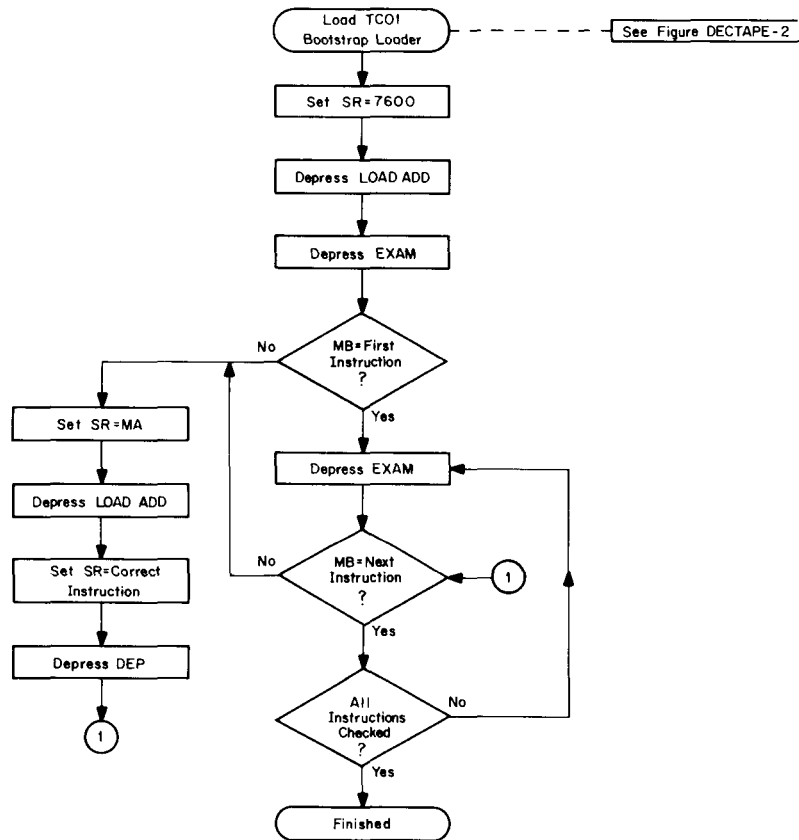 Load TC01
Bootstrap Loader
See Figure DECTAPE-2
Set SR=7600
Depress LOAD ADD
Depress EXAM
MB=First
Instruction
?
No
Yes
Set SR=MA
Depress LOAD ADD
Set SR=Correct
Instruction
Depress DEP
1
Depress EXAM
MB=Next
Instruction
?
No
1
Yes
All
Instructions
Checked
?
No
Yes
Finished